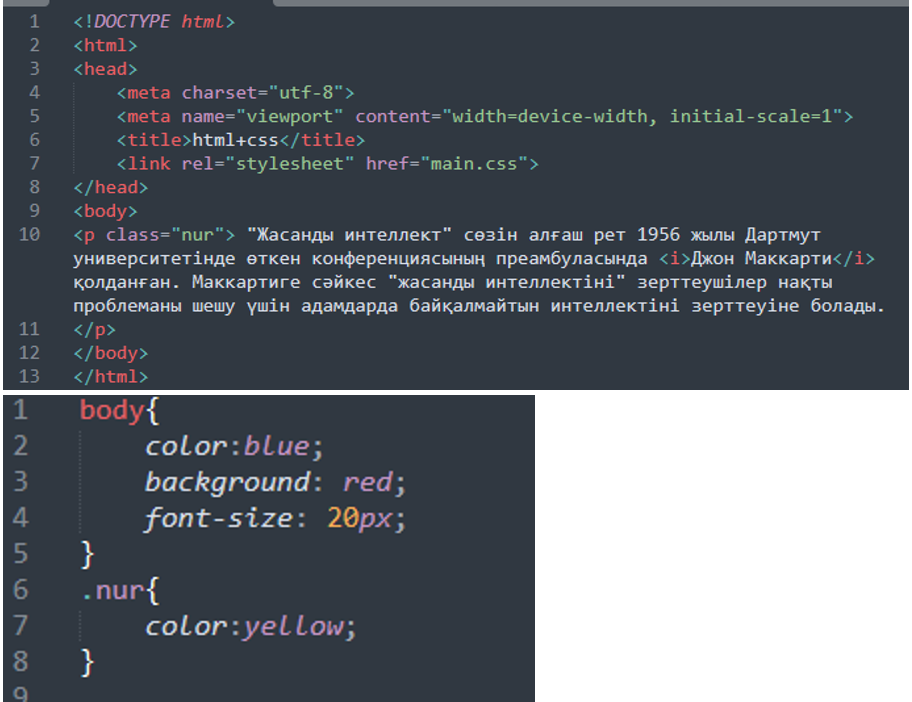 1 <!DOCTYPE html>
2 <html>
3 <head>
4 <meta charset="utf-8">
5 <meta name="viewport" content="width=device-width, initial-scale=1">
6 <title>html+css</title>
7 <link rel="stylesheet" href="main.css">
8 </head>
9 <body>
10 <p class="nur"> "Жасанды интеллект" сөзін алғаш рет 1956 жылы Дартмут
университетінде өткен конференциясының преамбуласында <i>Джон Маккарти</i>
қолданған. Маккартиге сәйкес "жасанды интеллектіні" зерттеушілер нақты
проблеманы шешу үшін адамдарда байқалмайтын интеллектіні зерттеуіне болады.
11 </p>
12 </body>
13 </html>
1 body{
2 color:blue;
3 background: red;
4 font-size: 20px;
5 }
6 .nur{
7 color:yellow;
8 }
9